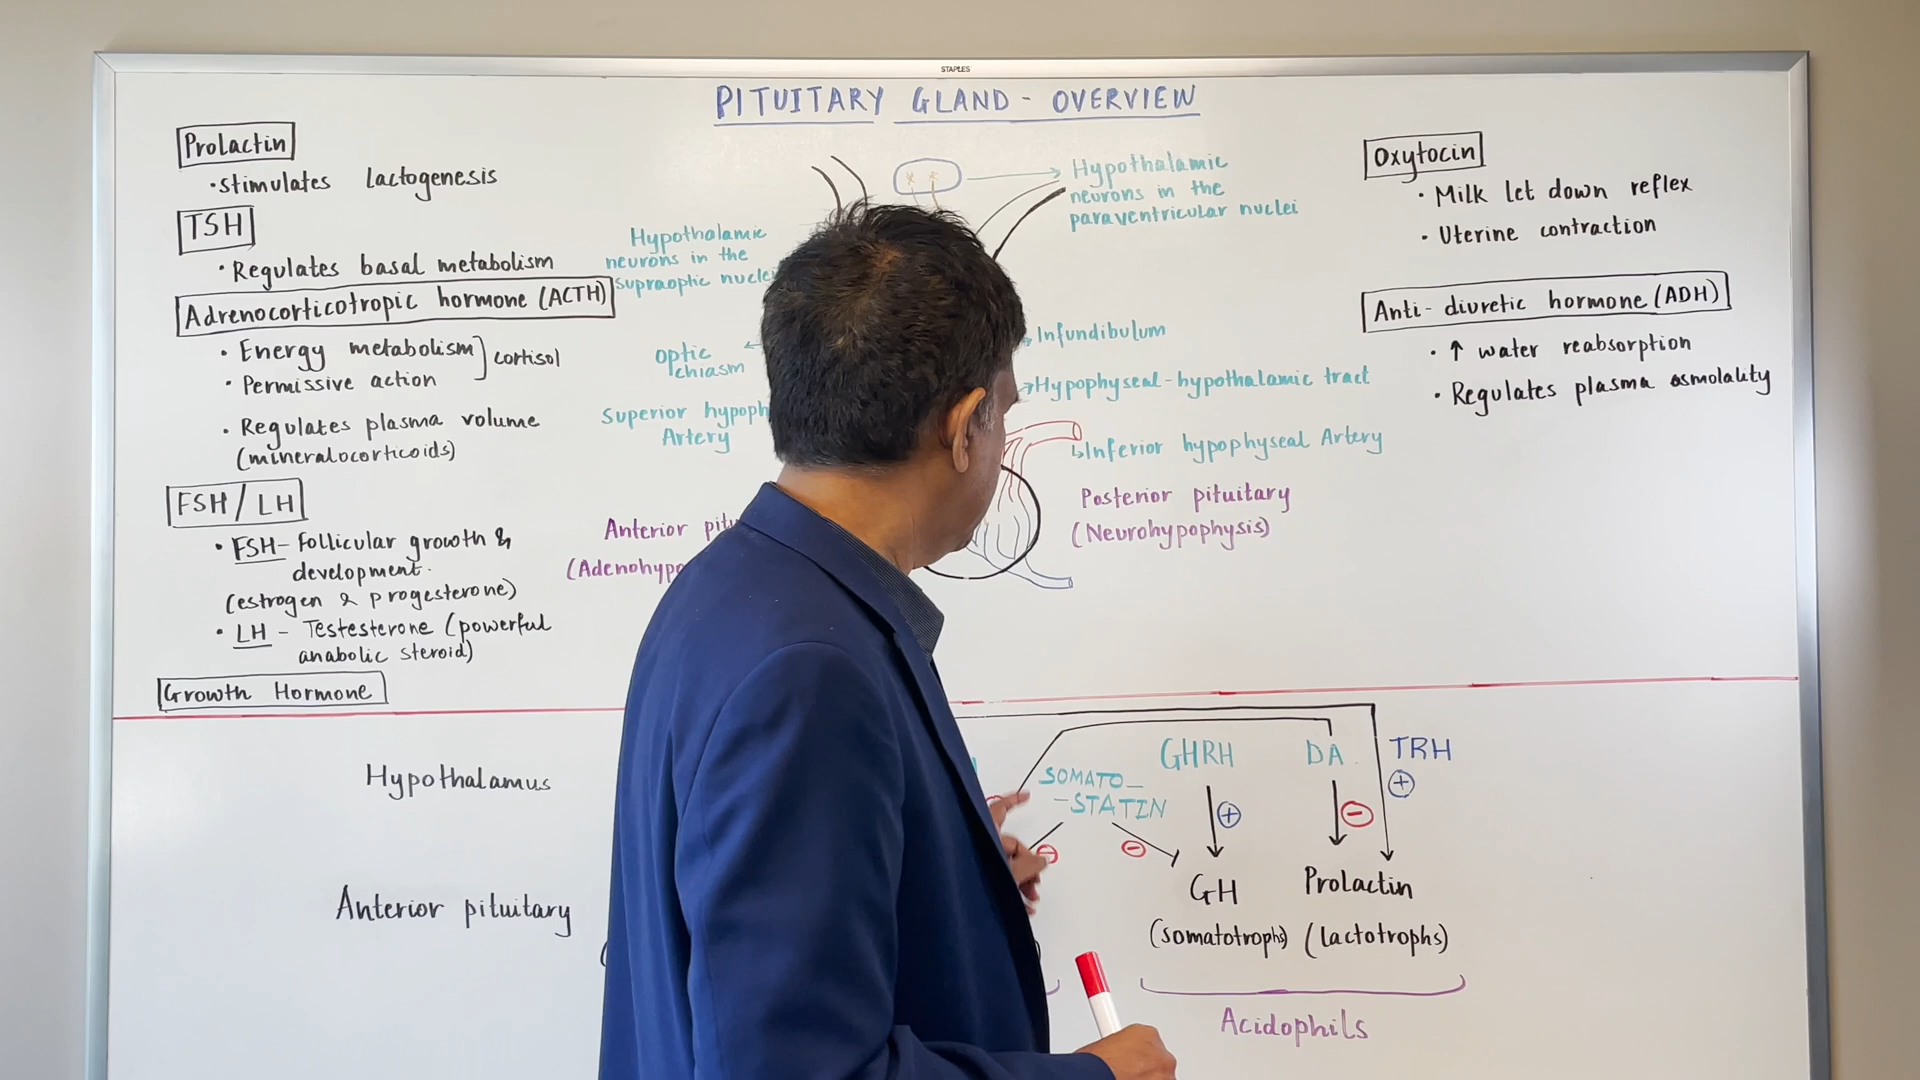 STAPLES
PITUITARY GLAND - OVERVIEW
Prolactin
• stimulates lactogenesis
TSH
• Regulates basal metabolism
Adrenocorticotropic hormone (ACTH)
• Energy metabolism
• Permissive action
] cortisol
• Regulates plasma volume
(mineralocorticoids)
FSH / LH
• FSH - Follicular growth &
development.
(estrogen & progesterone)
• LH - Testesterone (powerful
anabolic steroid)
Growth Hormone
Hypothalamic
neurons in the
paraventricular nuclei
Hypothalamic
neurons in the
supraoptic nuclei
optic
chiasm
Superior
Artery
Anterior
Infundibulum
Hypophyseal-hypothalamic tract
Inferior hypophyseal Artery
Posterior pituitary
(Neurohypophysis)
Oxytocin
• Milk let down reflex
• Uterine contraction
Anti-diuretic hormone (ADH)
• ↑ water reabsorption
• Regulates plasma osmolality
Hypothalamus
SOMATO-
-STATIN
GHRH
DA
TRH
⊖ ⊖ ⊕ ⊖ ⊕
Anterior pituitary
GH
Prolactin
(somatotrophs)
(lactotrophs)
Acidophils